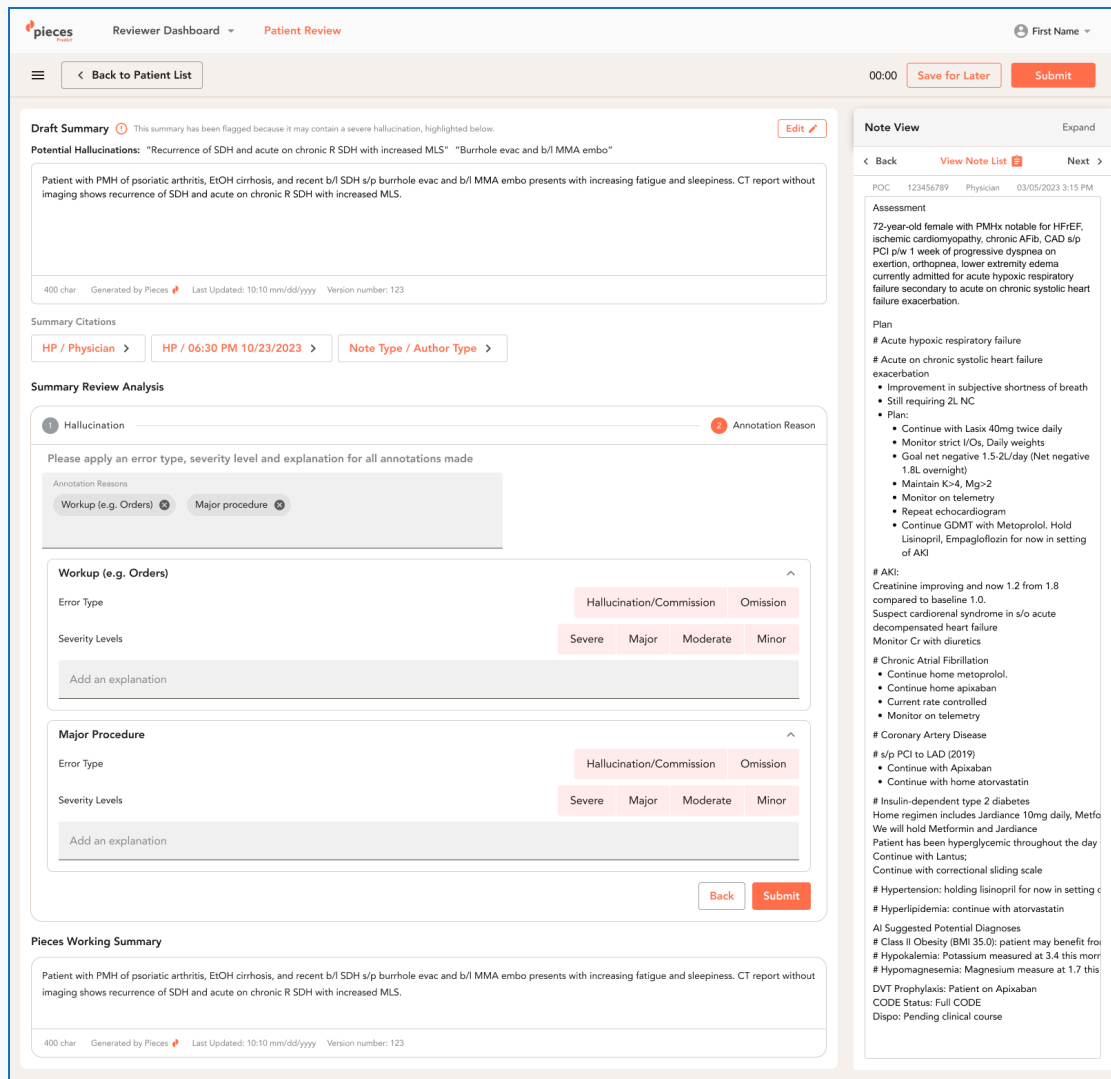 pieces
Predict
Reviewer Dashboard
Patient Review
First Name
Back to Patient List
00:00
Save for Later
Submit
Draft Summary
This summary has been flagged because it may contain a severe hallucination, highlighted below.
Edit
Potential Hallucinations: "Recurrence of SDH and acute on chronic R SDH with increased MLS" "Burrhole evac and b/l MMA embo"
Patient with PMH of psoriatic arthritis, EtOH cirrhosis, and recent b/l SDH s/p burrhole evac and b/l MMA embo presents with increasing fatigue and sleepiness. CT report without
imaging shows recurrence of SDH and acute on chronic R SDH with increased MLS.
400 char Generated by Pieces Last Updated: 10:10 mm/dd/yyyy Version number: 123
Summary Citations
HP / Physician
HP / 06:30 PM 10/23/2023
Note Type / Author Type
Summary Review Analysis
1 Hallucination
2 Annotation Reason
Please apply an error type, severity level and explanation for all annotations made
Annotation Reasons
Workup (e.g. Orders)
Major procedure
Workup (e.g. Orders)
Error Type
Hallucination/Commission
Omission
Severity Levels
Severe
Major
Moderate
Minor
Add an explanation
Major Procedure
Error Type
Hallucination/Commission
Omission
Severity Levels
Severe
Major
Moderate
Minor
Add an explanation
Back
Submit
Pieces Working Summary
Patient with PMH of psoriatic arthritis, EtOH cirrhosis, and recent b/l SDH s/p burrhole evac and b/l MMA embo presents with increasing fatigue and sleepiness. CT report without
imaging shows recurrence of SDH and acute on chronic R SDH with increased MLS.
400 char Generated by Pieces Last Updated: 10:10 mm/dd/yyyy Version number: 123
Note View
Expand
Back
View Note List
Next
POC 123456789 Physician 03/05/2023 3:15 PM
Assessment
72-year-old female with PMHx notable for HFrEF,
ischemic cardiomyopathy, chronic AFib, CAD s/p
PCI p/w 1 week of progressive dyspnea on
exertion, orthopnea, lower extremity edema
currently admitted for acute hypoxic respiratory
failure secondary to acute on chronic systolic heart
failure exacerbation.
Plan
# Acute hypoxic respiratory failure
# Acute on chronic systolic heart failure
exacerbation
• Improvement in subjective shortness of breath
• Still requiring 2L NC
• Plan:
• Continue with Lasix 40mg twice daily
• Monitor strict I/Os, Daily weights
• Goal net negative 1.5-2L/day (Net negative
1.8L overnight)
• Maintain K>4, Mg>2
• Monitor on telemetry
• Repeat echocardiogram
• Continue GDMT with Metoprolol. Hold
Lisinopril, Empagloflozin for now in setting
of AKI
# AKI:
Creatinine improving and now 1.2 from 1.8
compared to baseline 1.0.
Suspect cardiorenal syndrome in s/o acute
decompensated heart failure
Monitor Cr with diuretics
# Chronic Atrial Fibrillation
• Continue home metoprolol.
• Continue home apixaban
• Current rate controlled
• Monitor on telemetry
# Coronary Artery Disease
# s/p PCI to LAD (2019)
• Continue with Apixaban
• Continue with home atorvastatin
# Insulin-dependent type 2 diabetes
Home regimen includes Jardiance 10mg daily, Metfo
We will hold Metformin and Jardiance
Patient has been hyperglycemic throughout the day
Continue with Lantus;
Continue with correctional sliding scale
# Hypertension: holding lisinopril for now in setting
# Hyperlipidemia: continue with atorvastatin
AI Suggested Potential Diagnoses
# Class II Obesity (BMI 35.0): patient may benefit fro
# Hypokalemia: Potassium measured at 3.4 this morn
# Hypomagnesemia: Magnesium measure at 1.7 this
DVT Prophylaxis: Patient on Apixaban
CODE Status: Full CODE
Dispo: Pending clinical course